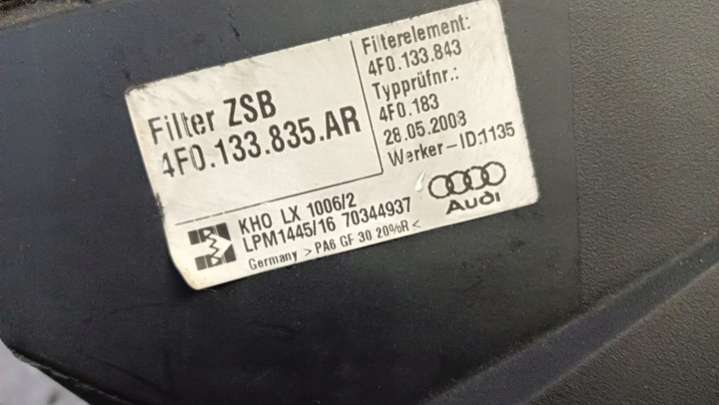 Filter ZSB
4F0.133.835.AR
Filterelement:
4F0.133.843
Typprüfnr.:
4F0.183
28.05.2008
Werker-ID:1135
KHO LX 1006/2
LPM1445/16 70344937
Germany >PA6 GF 30 20%R<
Audi